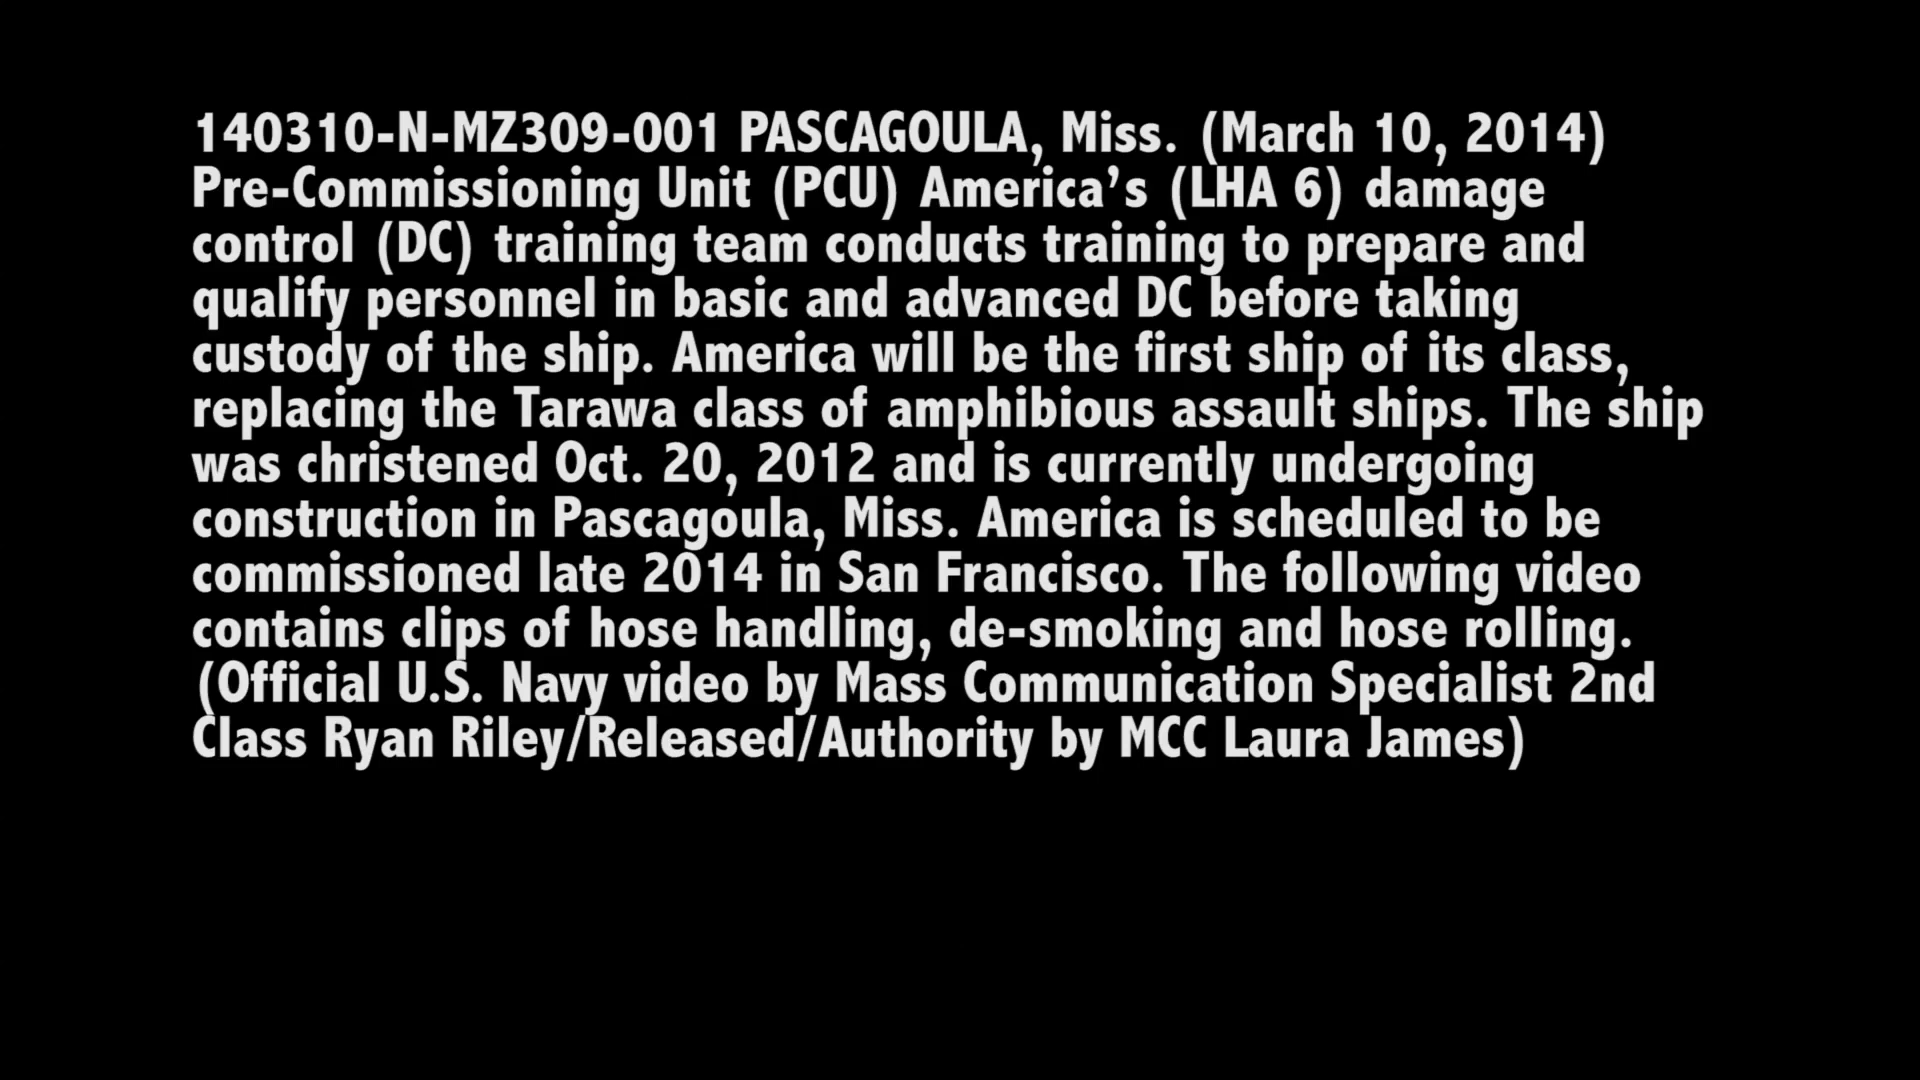 140310-N-MZ309-001 PASCAGOULA, Miss. (March 10, 2014)
Pre-Commissioning Unit (PCU) America’s (LHA 6) damage
control (DC) training team conducts training to prepare and
qualify personnel in basic and advanced DC before taking
custody of the ship. America will be the first ship of its class,
replacing the Tarawa class of amphibious assault ships. The ship
was christened Oct. 20, 2012 and is currently undergoing
construction in Pascagoula, Miss. America is scheduled to be
commissioned late 2014 in San Francisco. The following video
contains clips of hose handling, de-smoking and hose rolling.
(Official U.S. Navy video by Mass Communication Specialist 2nd
Class Ryan Riley/Released/Authority by MCC Laura James)